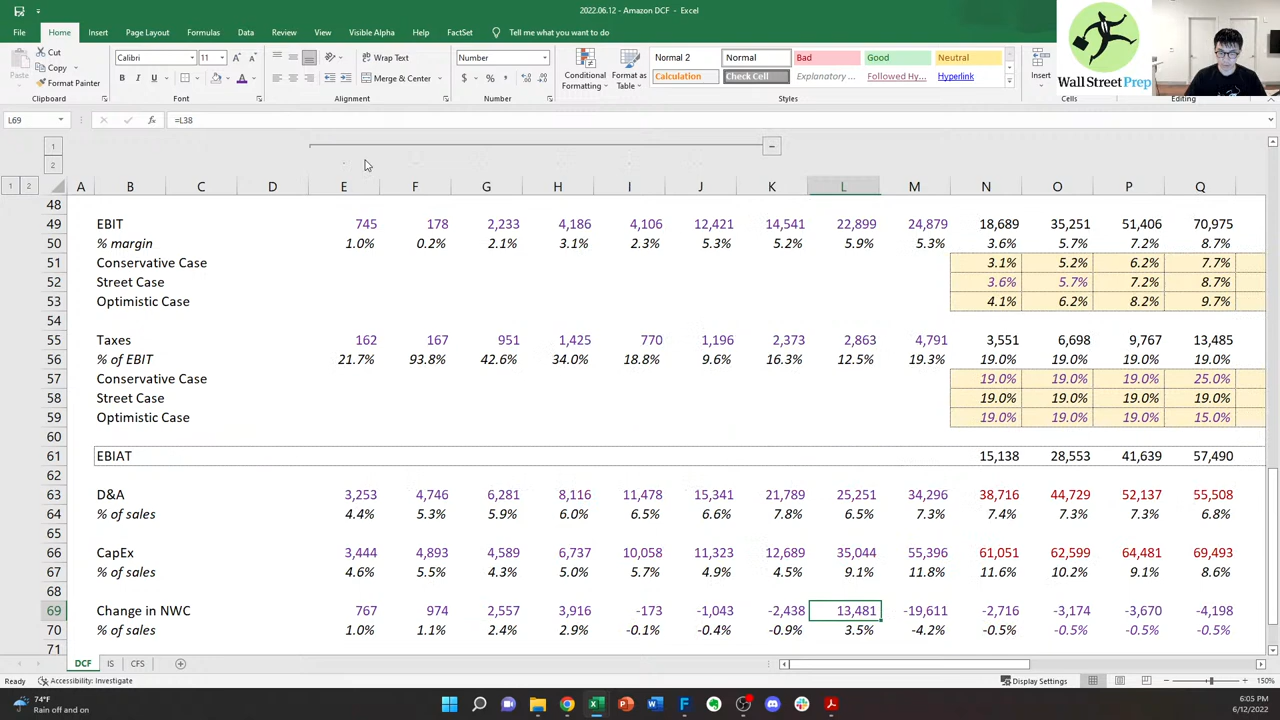 2022.06.12 - Amazon DCF - Excel
File Home Insert Page Layout Formulas Data Review View Visible Alpha Help FactSet Tell me what you want to do
Cut
Copy
Format Painter
Paste
Clipboard
Calibri 11
B I U
Font
Wrap Text
Merge & Center
Alignment
Number
$ % ,
Number
Conditional Formatting
Format as Table
Normal 2 Normal Bad Good Neutral
Calculation Check Cell Explanatory ... Followed Hy... Hyperlink
Styles
Insert
Cells
Editing
Wall Street Prep
L69 =L38
1
2
1 2 A B C D E F G H I J K L M N O P Q
48
49 EBIT 745 178 2,233 4,186 4,106 12,421 14,541 22,899 24,879 18,689 35,251 51,406 70,975
50 % margin 1.0% 0.2% 2.1% 3.1% 2.3% 5.3% 5.2% 5.9% 5.3% 3.6% 5.7% 7.2% 8.7%
51 Conservative Case 3.1% 5.2% 6.2% 7.7%
52 Street Case 3.6% 5.7% 7.2% 8.7%
53 Optimistic Case 4.1% 6.2% 8.2% 9.7%
54
55 Taxes 162 167 951 1,425 770 1,196 2,373 2,863 4,791 3,551 6,698 9,767 13,485
56 % of EBIT 21.7% 93.8% 42.6% 34.0% 18.8% 9.6% 16.3% 12.5% 19.3% 19.0% 19.0% 19.0% 19.0%
57 Conservative Case 19.0% 19.0% 19.0% 25.0%
58 Street Case 19.0% 19.0% 19.0% 19.0%
59 Optimistic Case 19.0% 19.0% 19.0% 15.0%
60
61 EBIAT 15,138 28,553 41,639 57,490
62
63 D&A 3,253 4,746 6,281 8,116 11,478 15,341 21,789 25,251 34,296 38,716 44,729 52,137 55,508
64 % of sales 4.4% 5.3% 5.9% 6.0% 6.5% 6.6% 7.8% 6.5% 7.3% 7.4% 7.3% 7.3% 6.8%
65
66 CapEx 3,444 4,893 4,589 6,737 10,058 11,323 12,689 35,044 55,396 61,051 62,599 64,481 69,493
67 % of sales 4.6% 5.5% 4.3% 5.0% 5.7% 4.9% 4.5% 9.1% 11.8% 11.6% 10.2% 9.1% 8.6%
68
69 Change in NWC 767 974 2,557 3,916 -173 -1,043 -2,438 13,481 -19,611 -2,716 -3,174 -3,670 -4,198
70 % of sales 1.0% 1.1% 2.4% 2.9% -0.1% -0.4% -0.9% 3.5% -4.2% -0.5% -0.5% -0.5% -0.5%
71
DCF IS CFS
Ready Accessibility: Investigate Display Settings 150%
74°F
Rain off and on
6:05 PM
6/12/2022